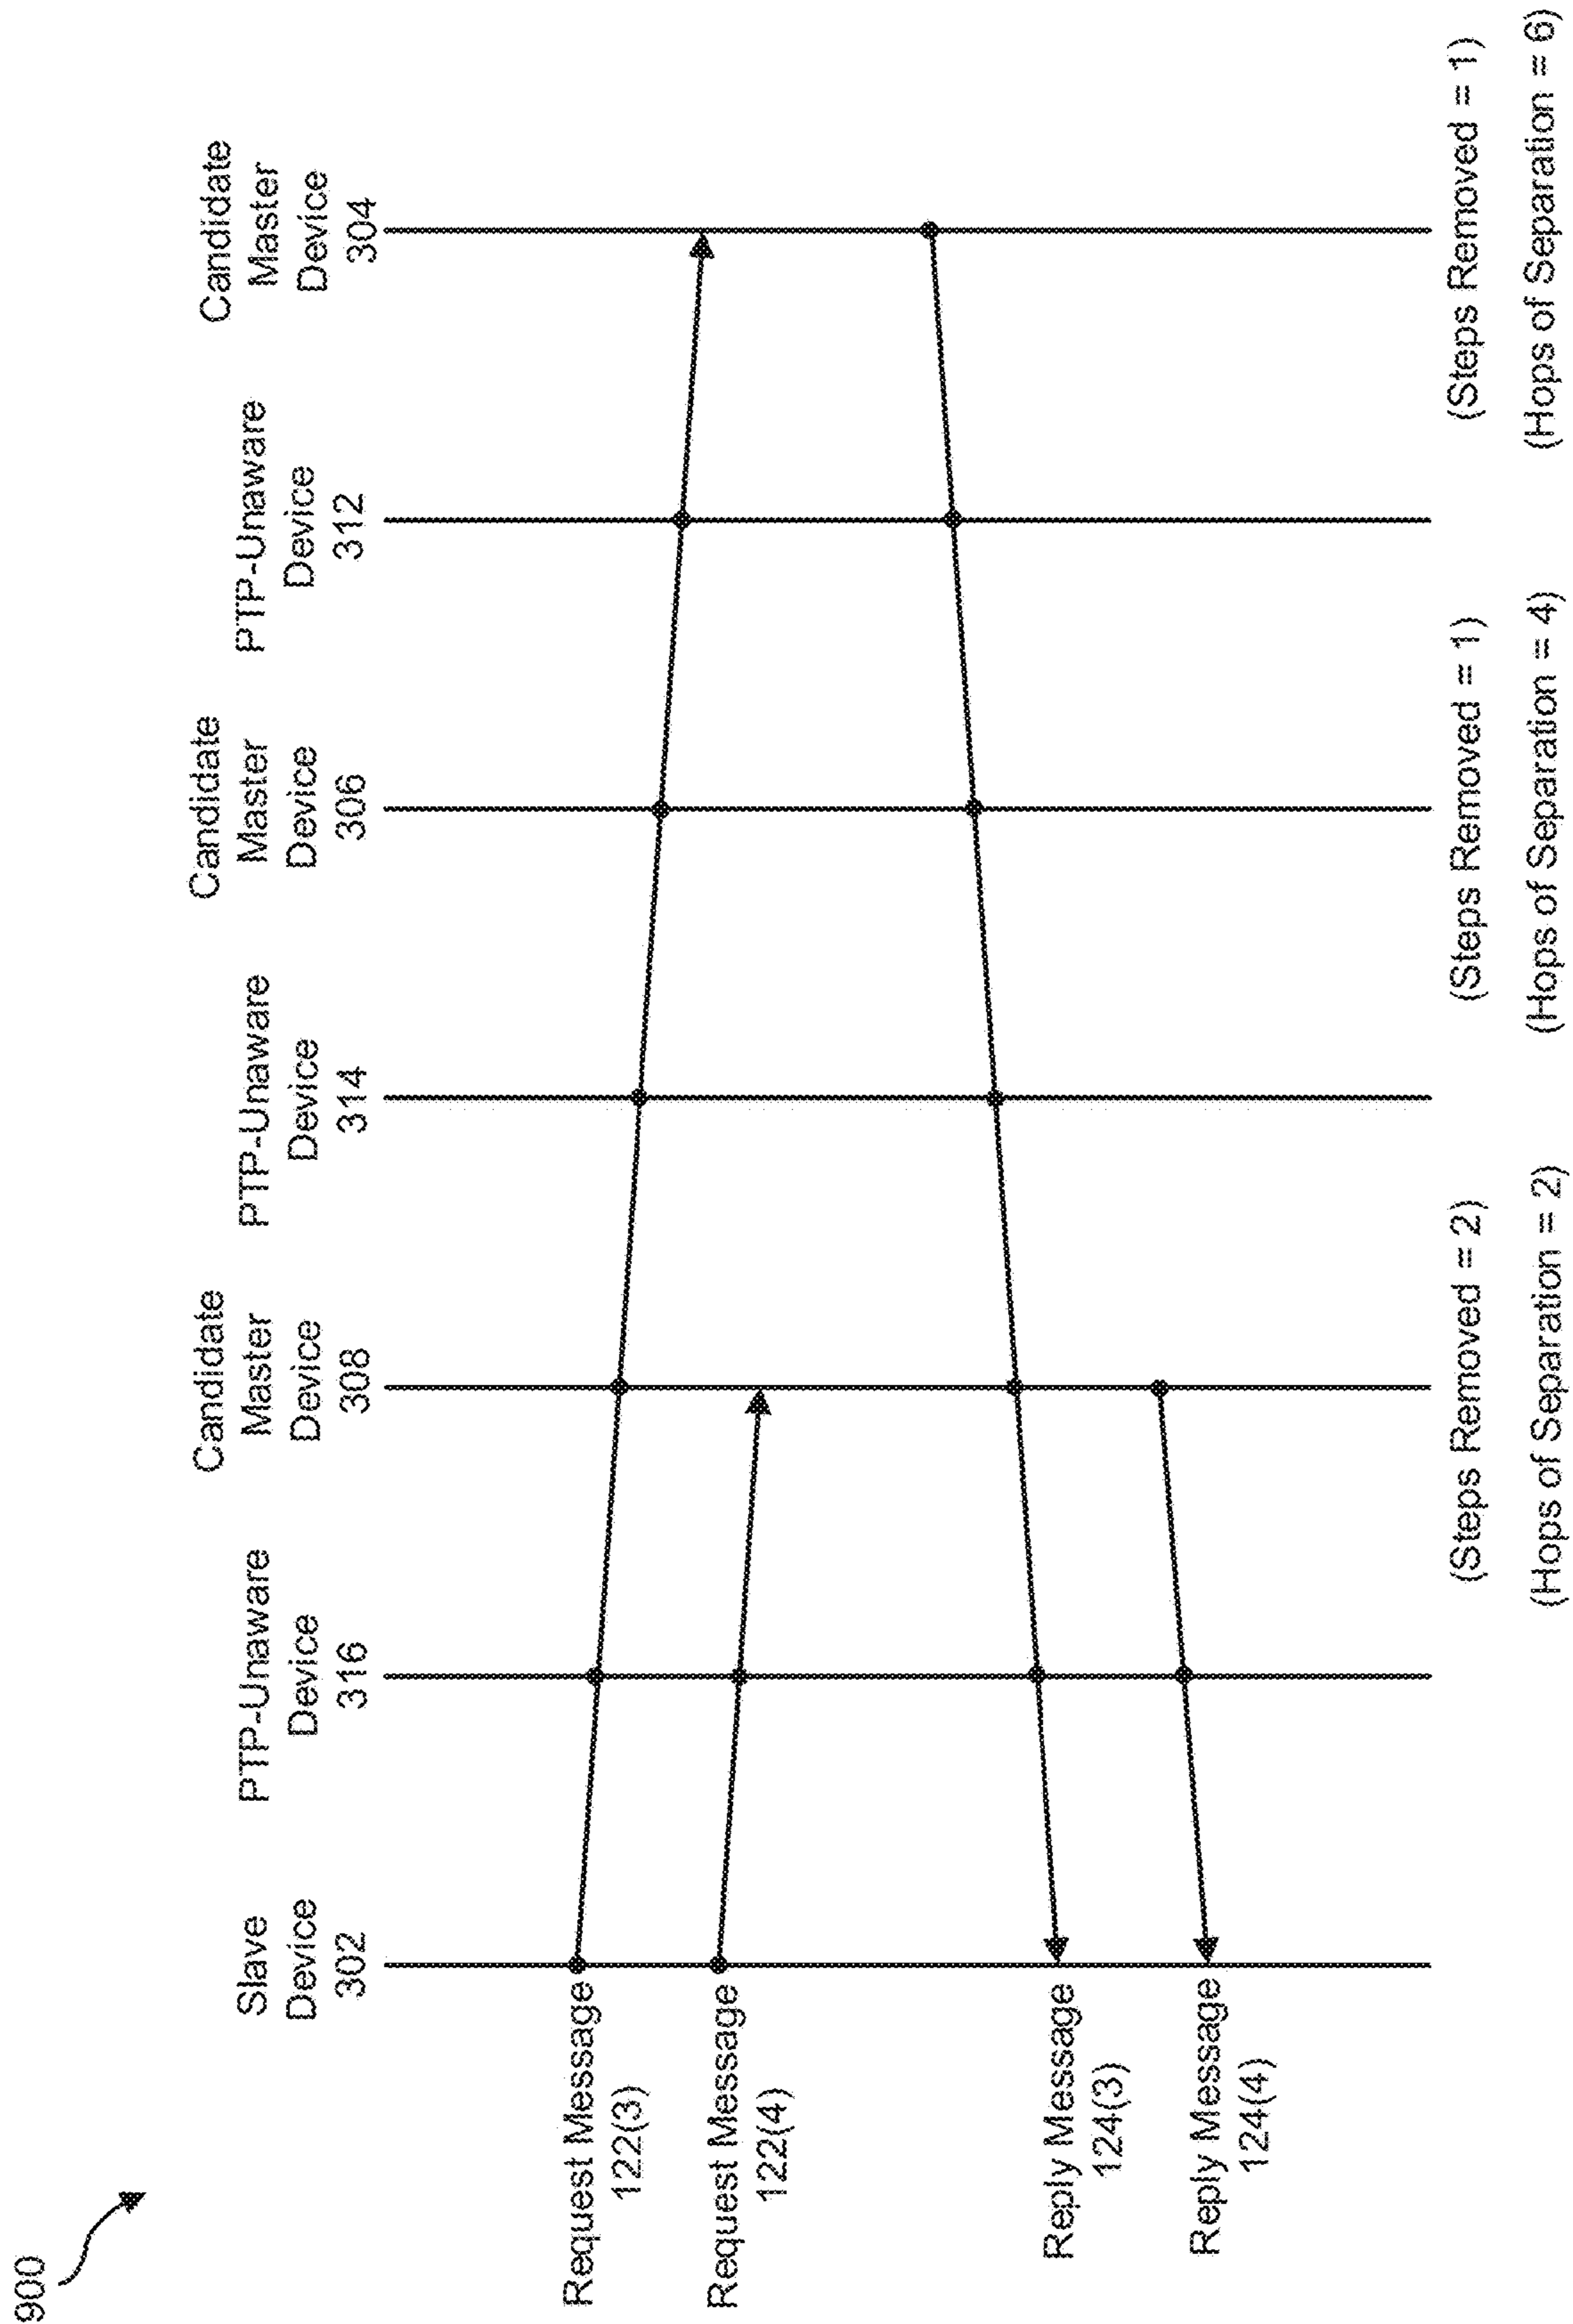 900
Slave
Device
302
PTP-Unaware
Device
316
Candidate
Master
Device
308
PTP-Unaware
Device
314
Candidate
Master
Device
306
PTP-Unaware
Device
312
Candidate
Master
Device
304
Request Message
122(3)
Request Message
122(4)
Reply Message
124(3)
Reply Message
124(4)
(Steps Removed = 2)
(Hops of Separation = 2)
(Steps Removed = 1)
(Hops of Separation = 4)
(Steps Removed = 1)
(Hops of Separation = 6)